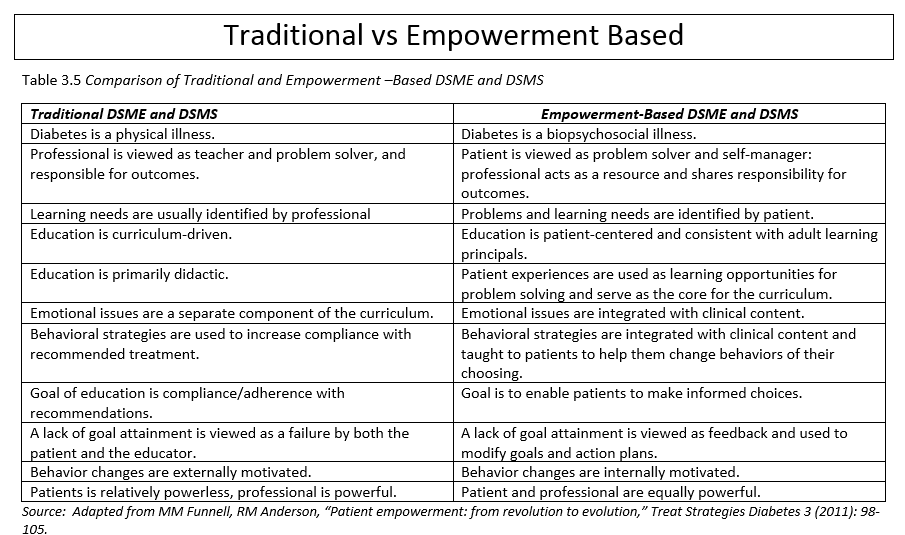 Traditional vs Empowerment Based
Table 3.5 Comparison of Traditional and Empowerment –Based DSME and DSMS
Traditional DSME and DSMS
Empowerment-Based DSME and DSMS
Diabetes is a physical illness.
Diabetes is a biopsychosocial illness.
Professional is viewed as teacher and problem solver, and
responsible for outcomes.
Patient is viewed as problem solver and self-manager:
professional acts as a resource and shares responsibility for
outcomes.
Learning needs are usually identified by professional
Problems and learning needs are identified by patient.
Education is curriculum-driven.
Education is patient-centered and consistent with adult learning
principals.
Education is primarily didactic.
Patient experiences are used as learning opportunities for
problem solving and serve as the core for the curriculum.
Emotional issues are a separate component of the curriculum.
Emotional issues are integrated with clinical content.
Behavioral strategies are used to increase compliance with
recommended treatment.
Behavioral strategies are integrated with clinical content and
taught to patients to help them change behaviors of their
choosing.
Goal of education is compliance/adherence with
recommendations.
Goal is to enable patients to make informed choices.
A lack of goal attainment is viewed as a failure by both the
patient and the educator.
A lack of goal attainment is viewed as feedback and used to
modify goals and action plans.
Behavior changes are externally motivated.
Behavior changes are internally motivated.
Patients is relatively powerless, professional is powerful.
Patient and professional are equally powerful.
Source:  Adapted from MM Funnell, RM Anderson, “Patient empowerment: from revolution to evolution,” Treat Strategies Diabetes 3 (2011): 98-
105.